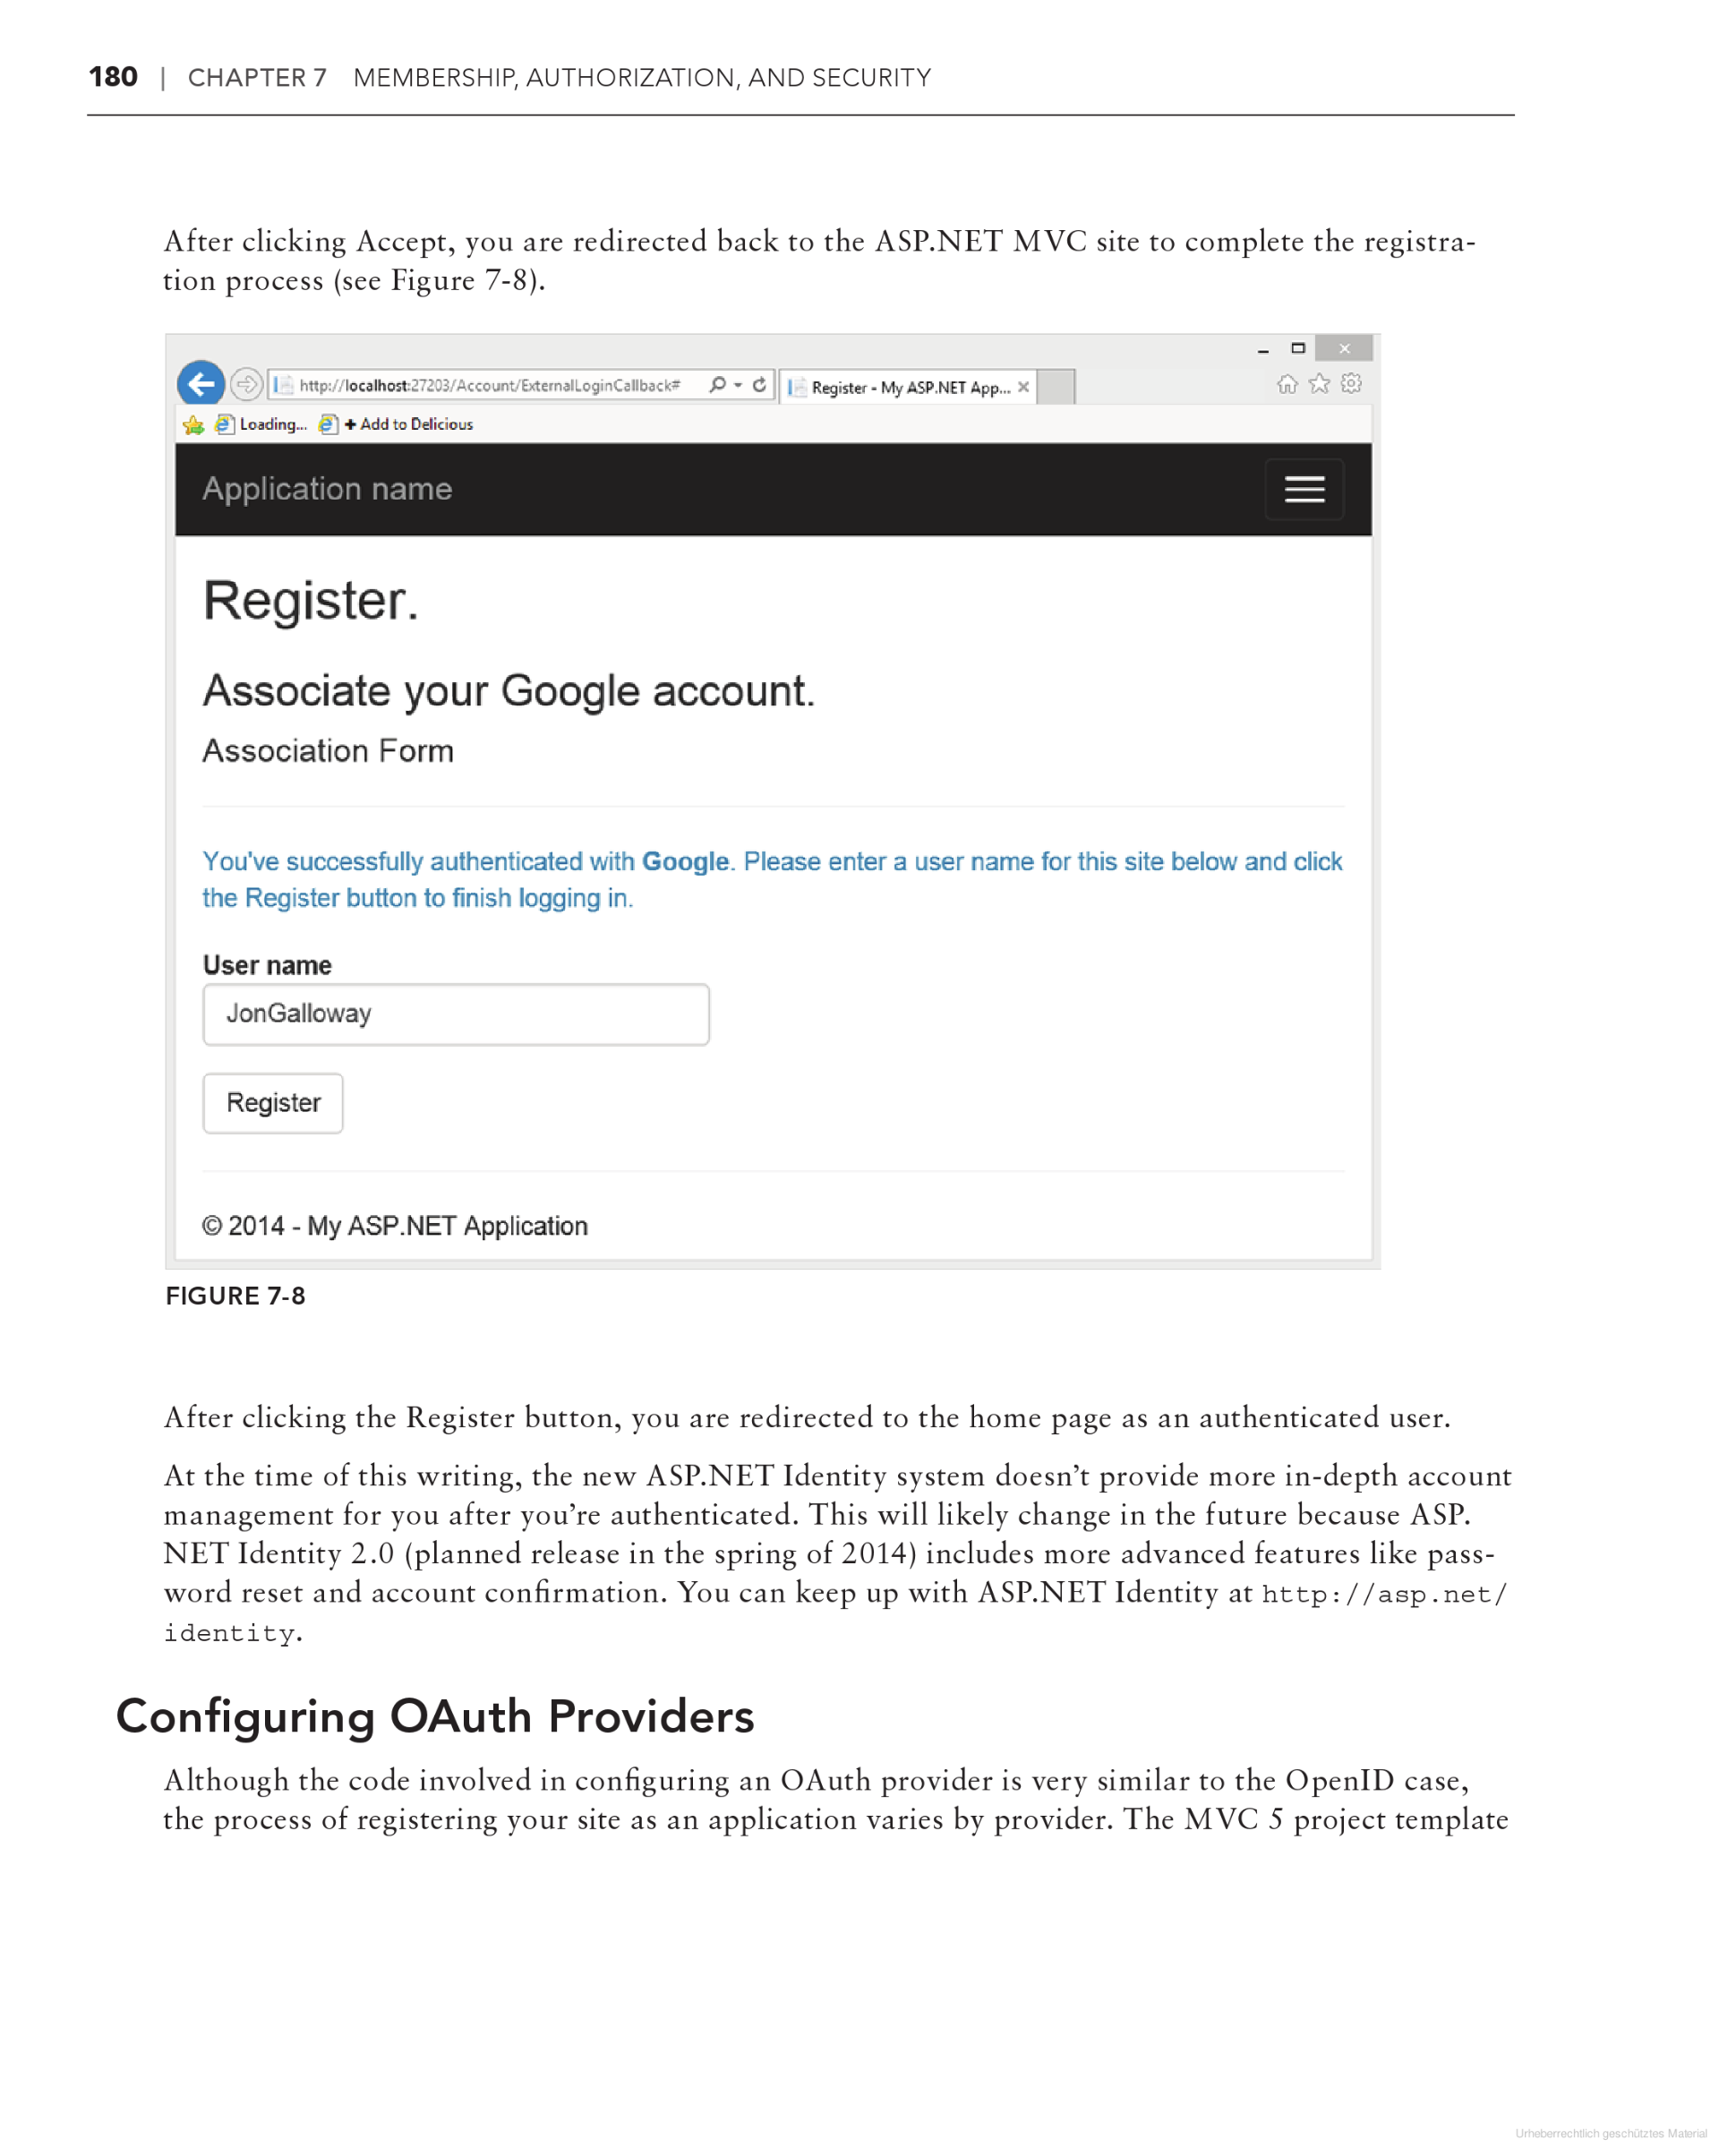 180 | CHAPTER 7 MEMBERSHIP, AUTHORIZATION, AND SECURITY
After clicking Accept, you are redirected back to the ASP.NET MVC site to complete the registra-
tion process (see Figure 7-8).
http://localhost:27203/Account/ExternalLoginCallback#
Register - My ASP.NET App...
Loading... + Add to Delicious
Application name
Register.
Associate your Google account.
Association Form
You've successfully authenticated with Google. Please enter a user name for this site below and click
the Register button to finish logging in.
User name
JonGalloway
Register
© 2014 - My ASP.NET Application
FIGURE 7-8
After clicking the Register button, you are redirected to the home page as an authenticated user.
At the time of this writing, the new ASP.NET Identity system doesn’t provide more in-depth account
management for you after you’re authenticated. This will likely change in the future because ASP.
NET Identity 2.0 (planned release in the spring of 2014) includes more advanced features like pass-
word reset and account confirmation. You can keep up with ASP.NET Identity at http://asp.net/
identity.
Configuring OAuth Providers
Although the code involved in configuring an OAuth provider is very similar to the OpenID case,
the process of registering your site as an application varies by provider. The MVC 5 project template
Urheberrechtlich geschütztes Material